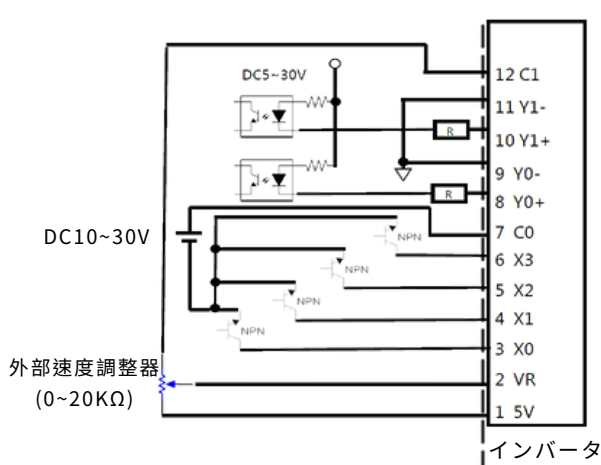 12 C1
DC5~30V
11 Y1-
R
10 Y1+
9 Y0-
R
8 Y0+
DC10~30V
7 C0
NPN
6 X3
NPN
5 X2
NPN
4 X1
NPN
3 X0
外部速度調整器
(0~20KΩ)
2 VR
1 5V
インバータ